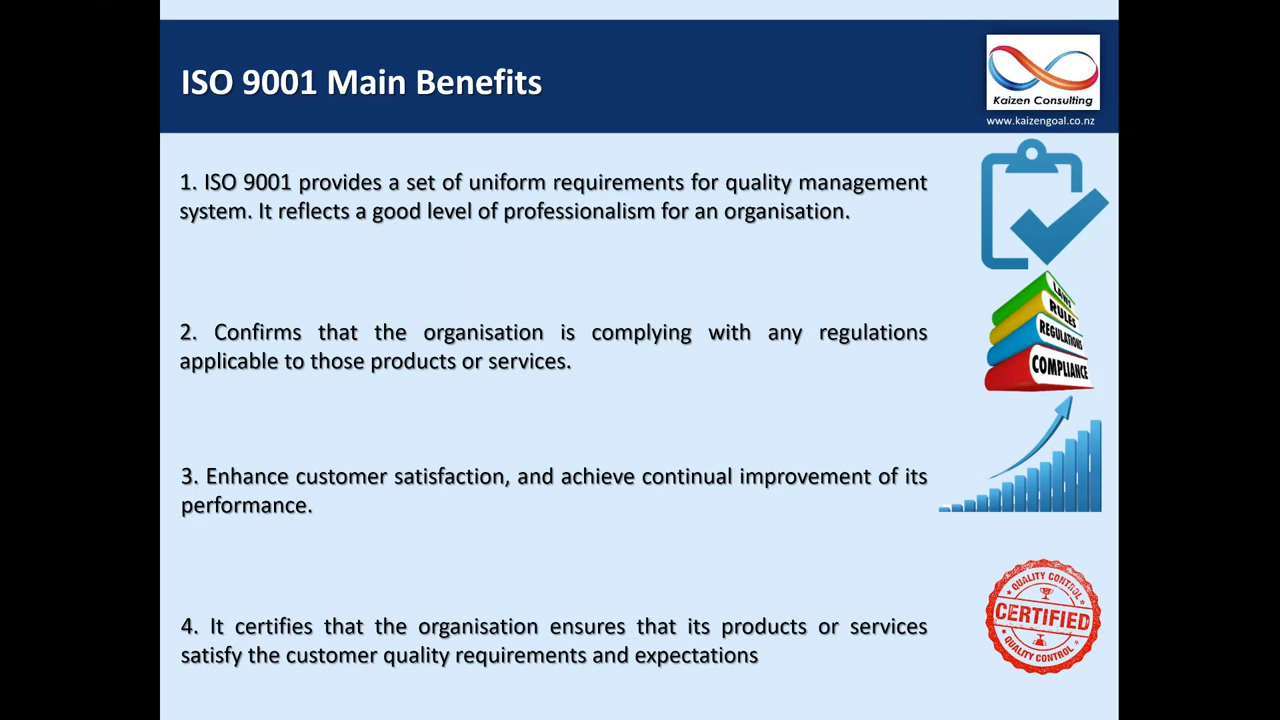 ISO 9001 Main Benefits
Kaizen Consulting
www.kaizengoal.co.nz
1. ISO 9001 provides a set of uniform requirements for quality management
system. It reflects a good level of professionalism for an organisation.
LAWS
RULES
REGULATIONS
COMPLIANCE
2. Confirms that the organisation is complying with any regulations
applicable to those products or services.
3. Enhance customer satisfaction, and achieve continual improvement of its
performance.
QUALITY CONTROL
CERTIFIED
QUALITY CONTROL
4. It certifies that the organisation ensures that its products or services
satisfy the customer quality requirements and expectations